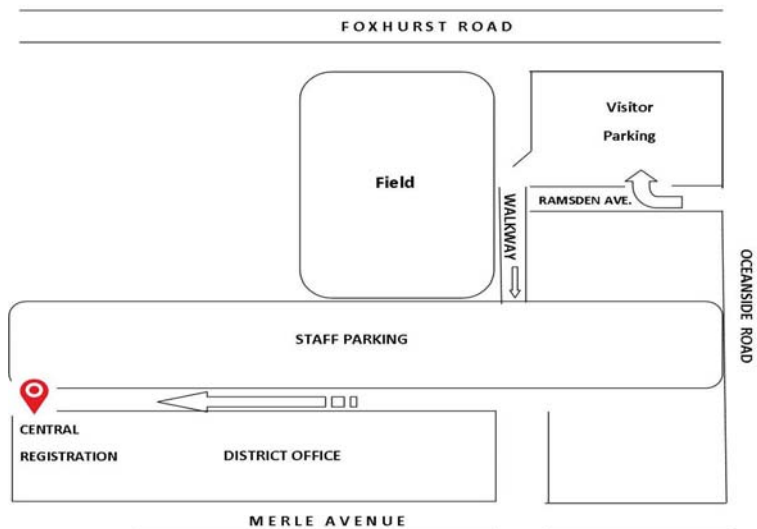 FOXHURST ROAD
Visitor
Parking
Field
RAMSDEN AVE.
WALKWAY
OCEANSIDE ROAD
STAFF PARKING
CENTRAL
REGISTRATION
DISTRICT OFFICE
MERLE AVENUE